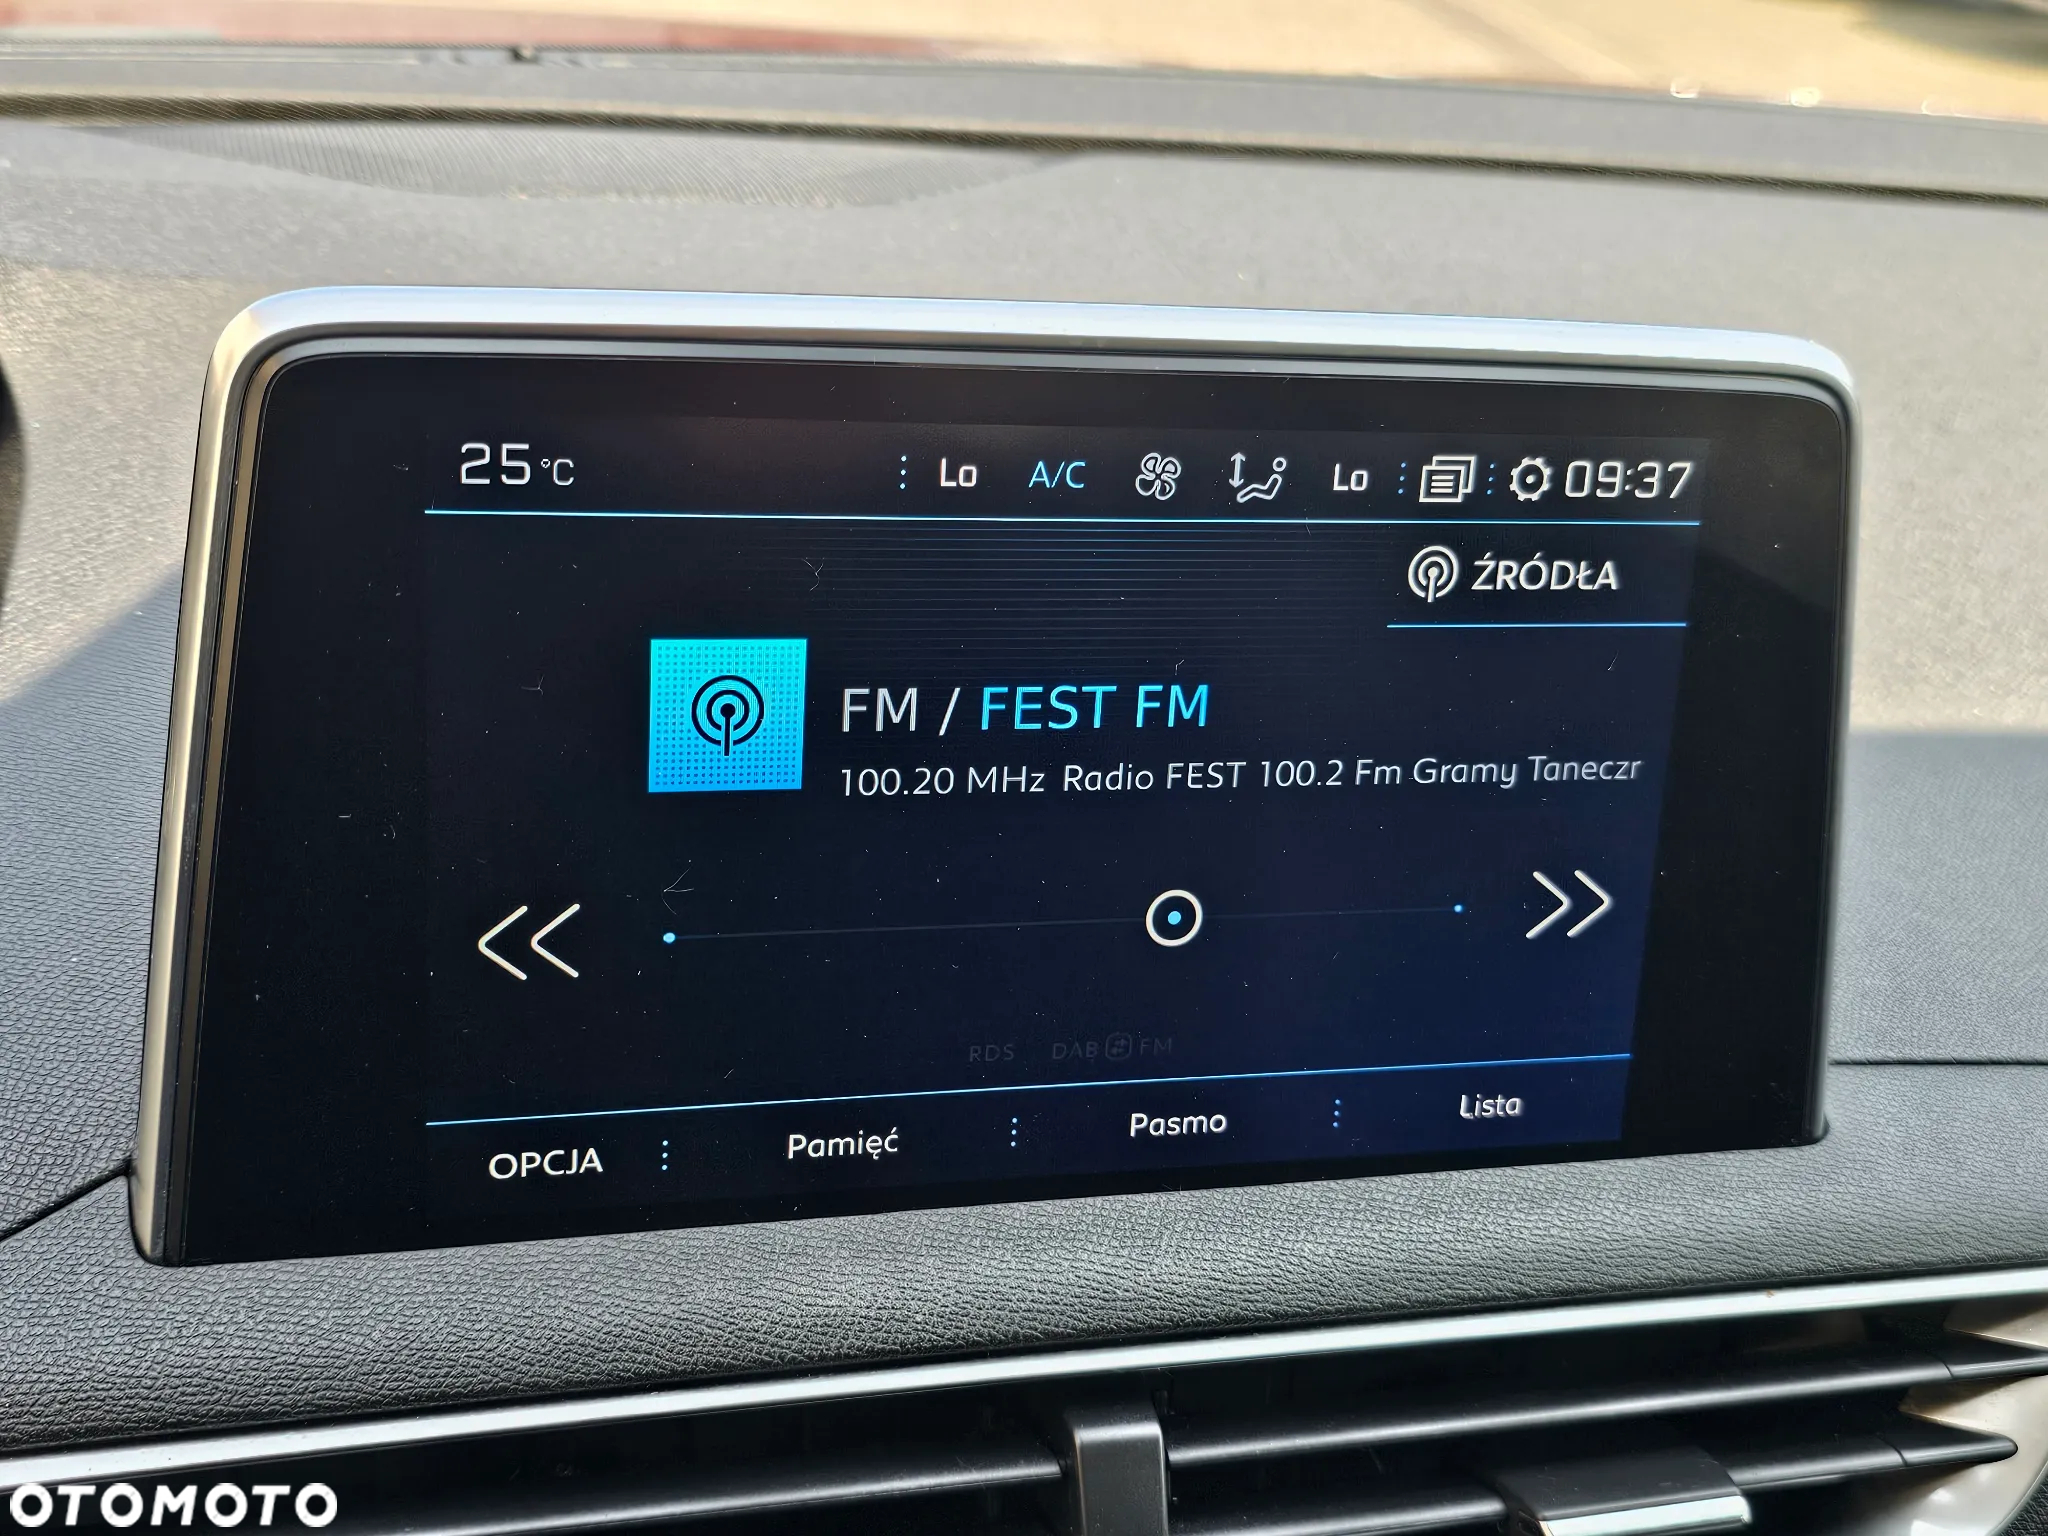 25°C Lo A/C Lo 09:37
ŹRÓDŁA
FM / FEST FM
100.20 MHz Radio FEST 100.2 Fm Gramy Taneczr
RDS DAB FM
OPCJA Pamięć Pasmo Lista
OTOMOTO